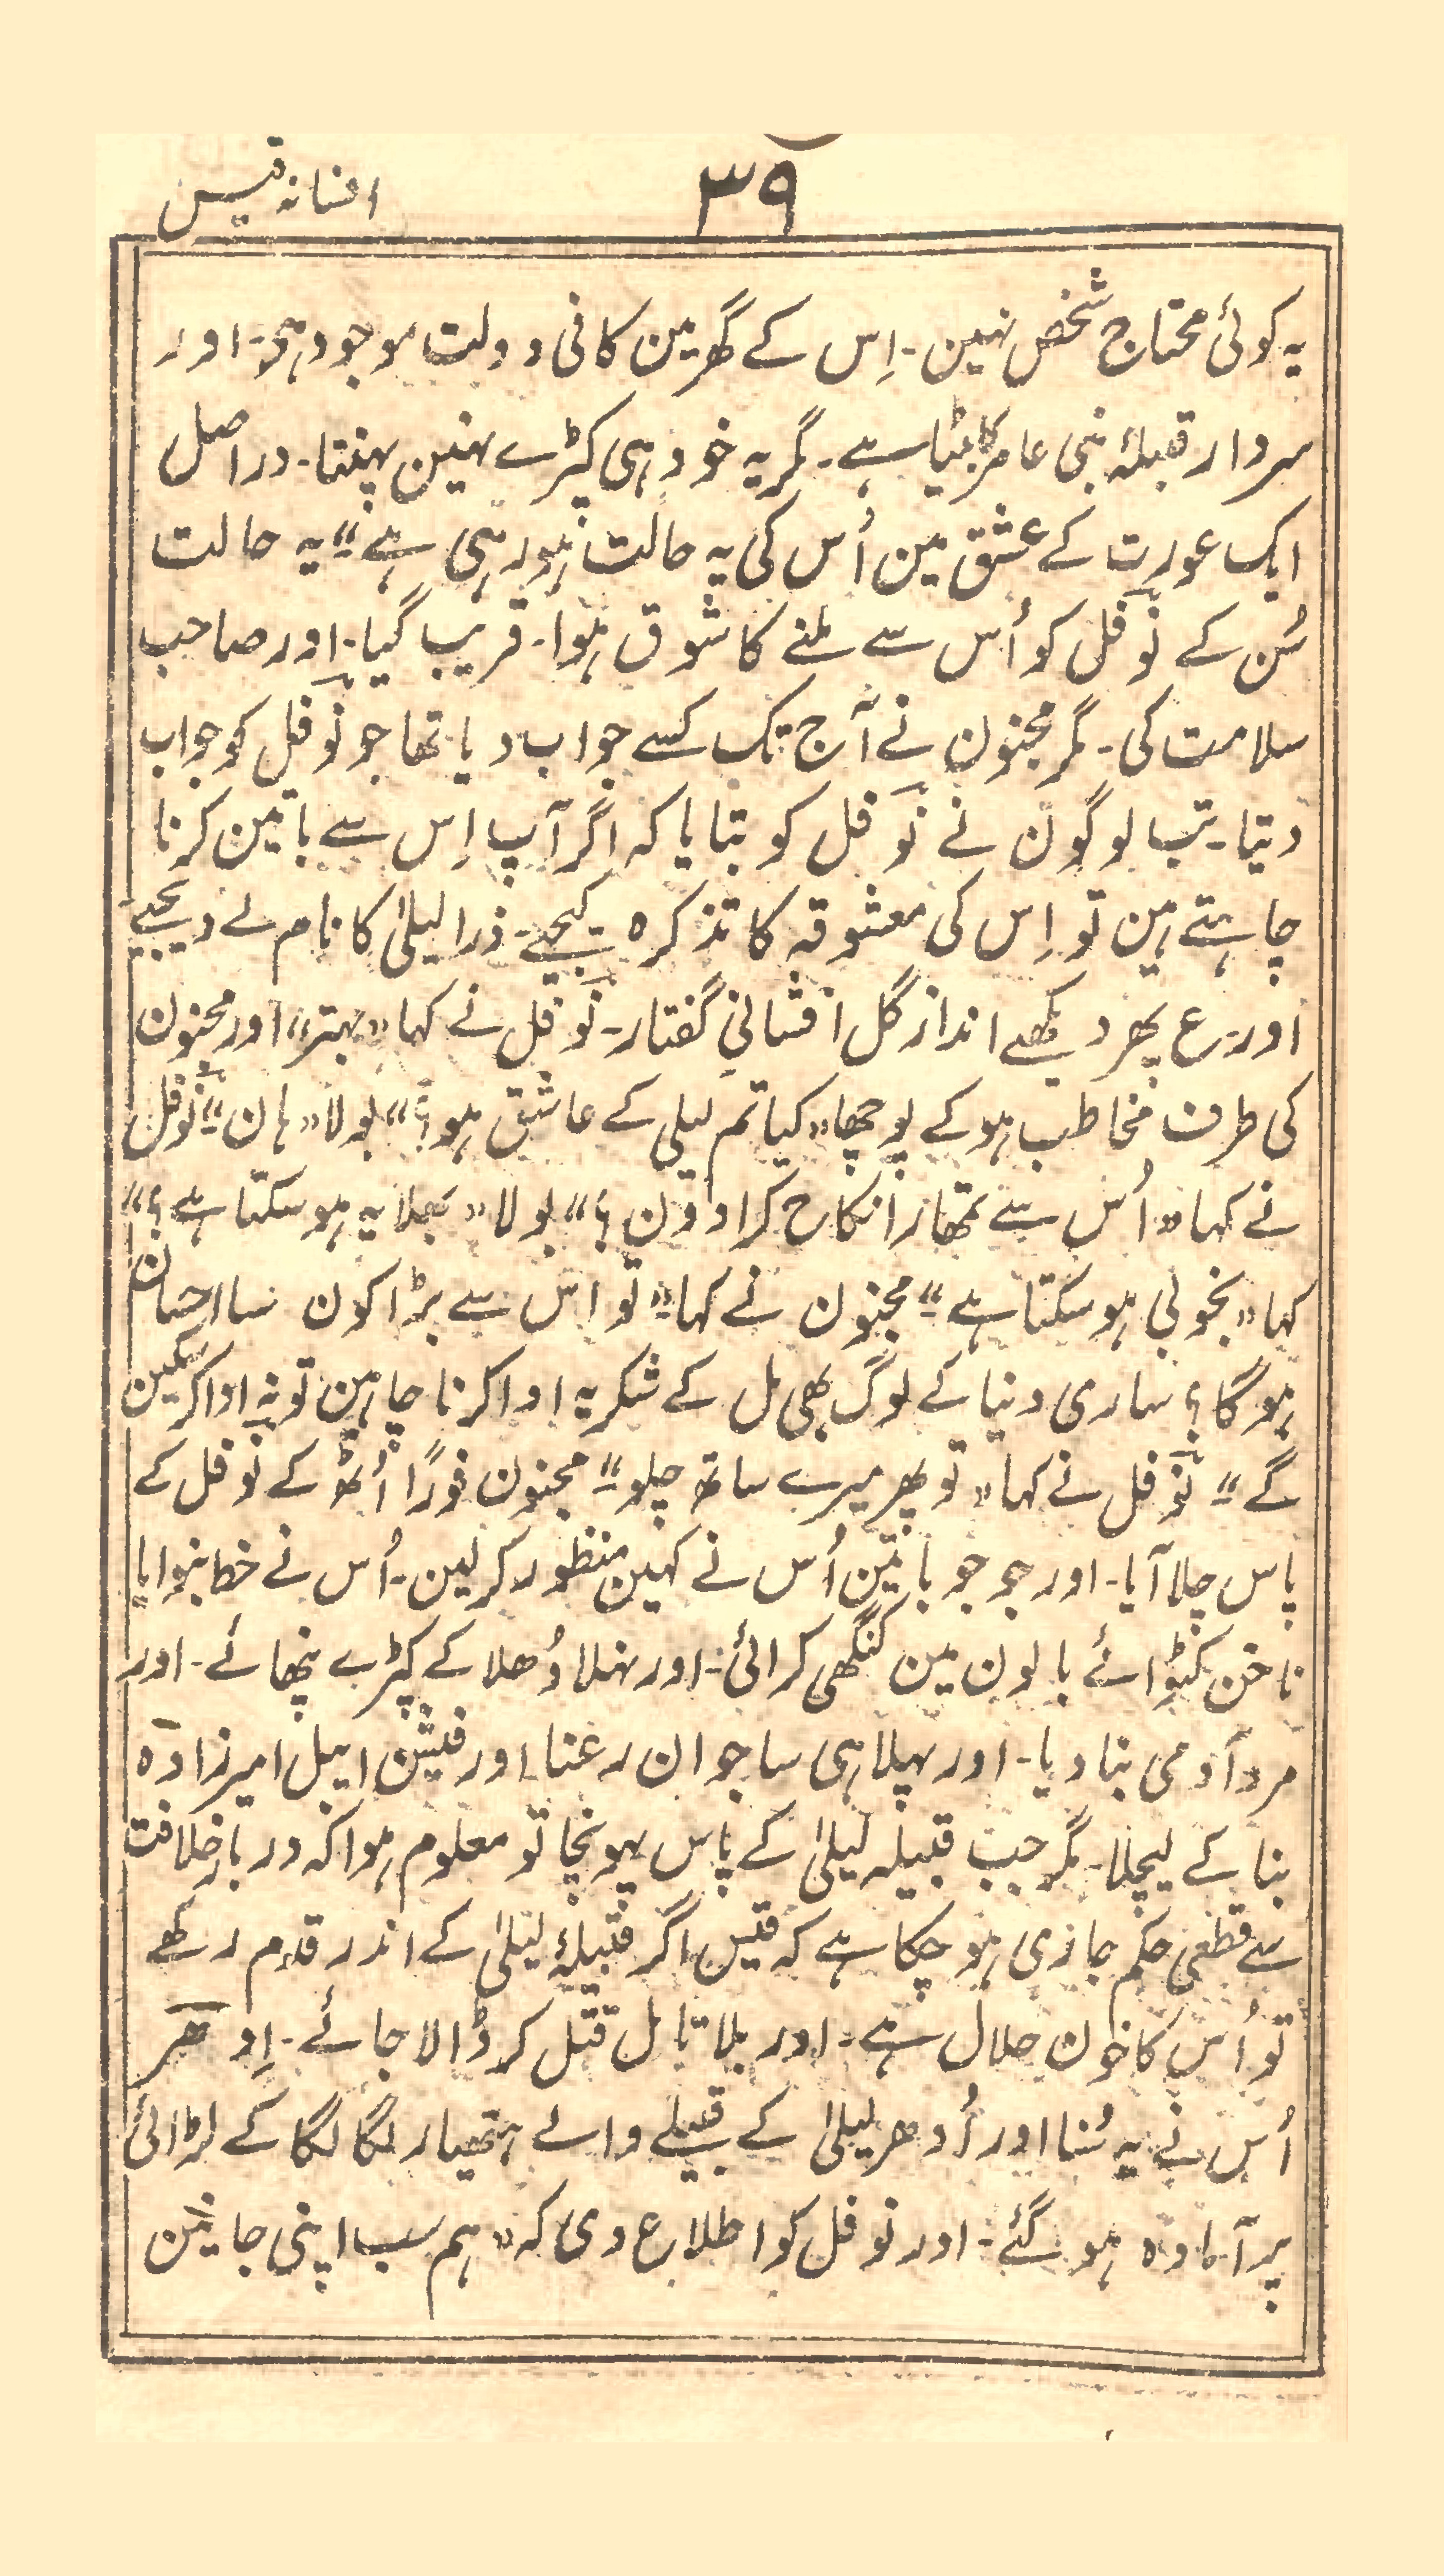 ۳۹
افسانہ قیس
یہ کوئی محتاج شخص نہین۔ اِس کے گھر مین کافی دولت موجود ہو۔ اور
سردار قبیلۂ بنی عامر کا بیٹا ہے۔ مگر یہ خود ہی کپڑے نہین پہنتا۔ دراصل
ایک عورت کے عشق مین اُس کی یہ حالت ہو رہی ہے“ یہ حالت
سُن کے نوفل کو اُس سے ملنے کا شوق ہوا۔ قریب گیا۔ اور صاحب
سلامت کی۔ مگر مجنون نے آج تک کسے جواب دیا تھا جو نوفل کو جواب
دیتا۔ تب لوگون نے نوفل کو بتایا کہ اگر آپ اِس سے باتین کرنا
چاہتے ہین تو اِس کی معشوقہ کا تذکرہ کیجیے۔ ذرا لیلیٰ کا نام لے دیجیے
اور ع پھر دیکھیے انداز گل افشانیِ گفتار۔ نوفل نے کہا ”بہتر“ اور مجنون
کی طرف مخاطب ہو کے پوچھا ”کیا تم لیلی کے عاشق ہو؟“ بولا ”ہان“ نوفل
نے کہا ”اُس سے تمھارا نکاح کرادون؟“ بولا ”بھلا یہ ہو سکتا ہے؟“
کہا ”بخوبی ہو سکتا ہے“ مجنون نے کہا ”تو اس سے بڑا کون سا احسان
ہوگا؟ ساری دنیا کے لوگ بھی مل کے شکریہ ادا کرنا چاہین تو نہ ادا کر سکین
گے“ نوفل نے کہا ”تو پھر میرے ساتھ چلو“ مجنون فورًا اُٹھ کے نوفل کے
پاس چلا آیا۔ اور جو جو باتین اُس نے کہین منظور کر لین۔ اُس نے خط بنوایا
ناخن کٹوائے بالون مین کنگھی کرائی۔ اور نہلا دُھلا کے کپڑے پنھائے۔ اور
مرد آدمی بنا دیا۔ اور پہلا ہی سا جوان رعنا اور فیشن ایبل امیرزادہ
بنا کے لیچلا۔ مگر جب قبیلہ لیلیٰ کے پاس پہونچا تو معلوم ہوا کہ دربار خلافت
سے قطعی حکم جاری ہو چکا ہے کہ قیس اگر قبیلۂ لیلیٰ کے اندر قدم رکھے
تو اُس کا خون حلال ہے۔ اور بلا تامل قتل کر ڈالا جائے۔ اِدھر
اُس نے یہ سُنا اور اُدھر لیلیٰ کے قبیلے والے ہتھیار لگا لگا کے لڑائی
پر آمادہ ہو گئے۔ اور نوفل کو اطلاع دی کہ ”ہم سب اپنی جانین